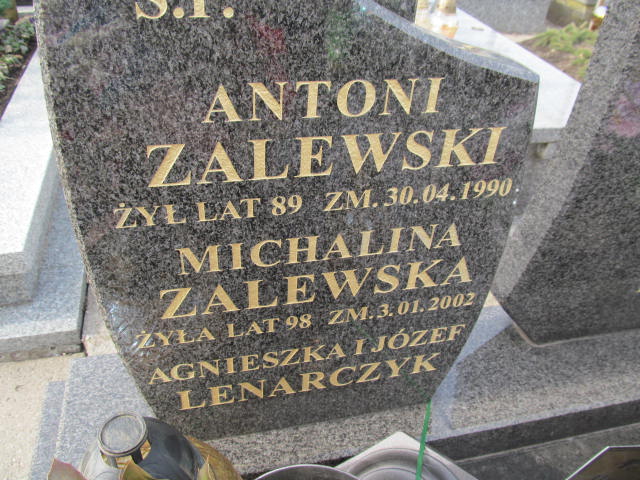 Ś.P.
ANTONI
ZALEWSKI
ŻYŁ LAT 89 ZM. 30.04.1990
MICHALINA
ZALEWSKA
ŻYŁA LAT 98 ZM. 3.01.2002
AGNIESZKA I JÓZEF
LENARCZYK